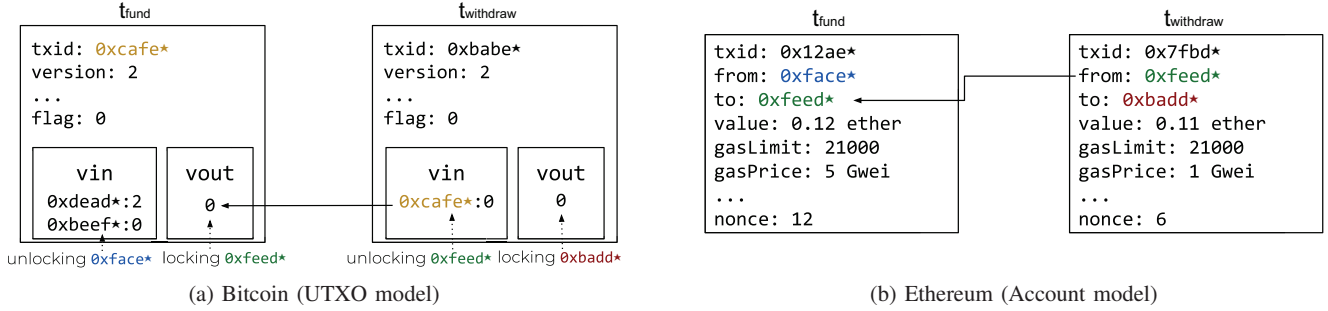 tfund
txid: 0xcafe★
version: 2
...
flag: 0
vin
0xdead★:2
0xbeef★:0
vout
0
unlocking 0xface★
locking 0xfeed★
twithdraw
txid: 0xbabe★
version: 2
...
flag: 0
vin
0xcafe★:0
vout
0
unlocking 0xfeed★
locking 0xbadd★
(a) Bitcoin (UTXO model)
tfund
txid: 0x12ae★
from: 0xface★
to: 0xfeed★
value: 0.12 ether
gasLimit: 21000
gasPrice: 5 Gwei
...
nonce: 12
twithdraw
txid: 0x7fbd★
from: 0xfeed★
to: 0xbadd★
value: 0.11 ether
gasLimit: 21000
gasPrice: 1 Gwei
...
nonce: 6
(b) Ethereum (Account model)